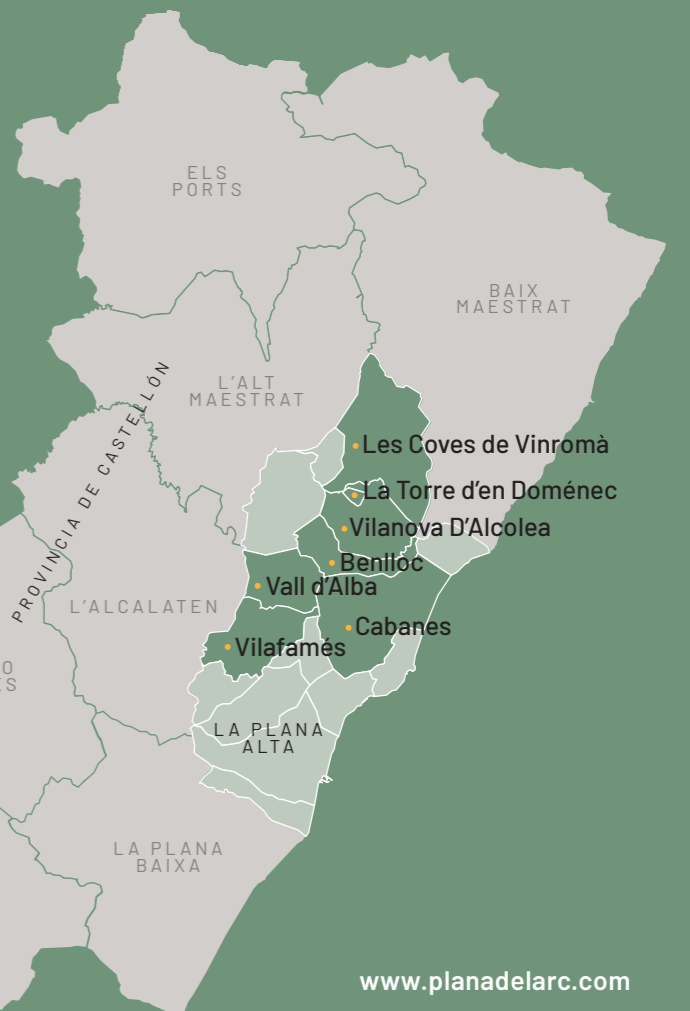 ELS
PORTS
BAIX
MAESTRAT
L'ALT
MAESTRAT
PROVINCIA DE CASTELLÓN
Les Coves de Vinromà
La Torre d'en Doménec
Vilanova D'Alcolea
Benlloc
Vall d'Alba
L'ALCALATEN
Cabanes
Vilafamés
O
ES
LA PLANA
ALTA
LA PLANA
BAIXA
www.planadelarc.com